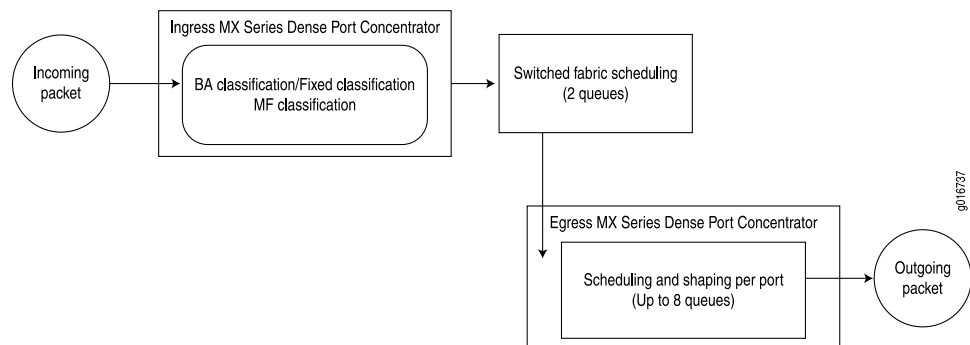 Ingress MX Series Dense Port Concentrator
Incoming
packet
BA classification/Fixed classification
MF classification
Switched fabric scheduling
(2 queues)
g016737
Egress MX Series Dense Port Concentrator
Scheduling and shaping per port
(Up to 8 queues)
Outgoing
packet